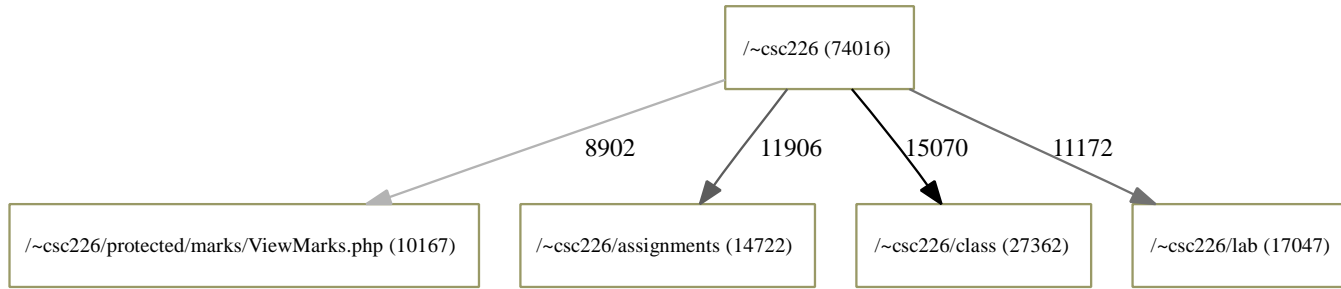 /~csc226 (74016)
8902
11906
15070
11172
/~csc226/protected/marks/ViewMarks.php (10167)
/~csc226/assignments (14722)
/~csc226/class (27362)
/~csc226/lab (17047)